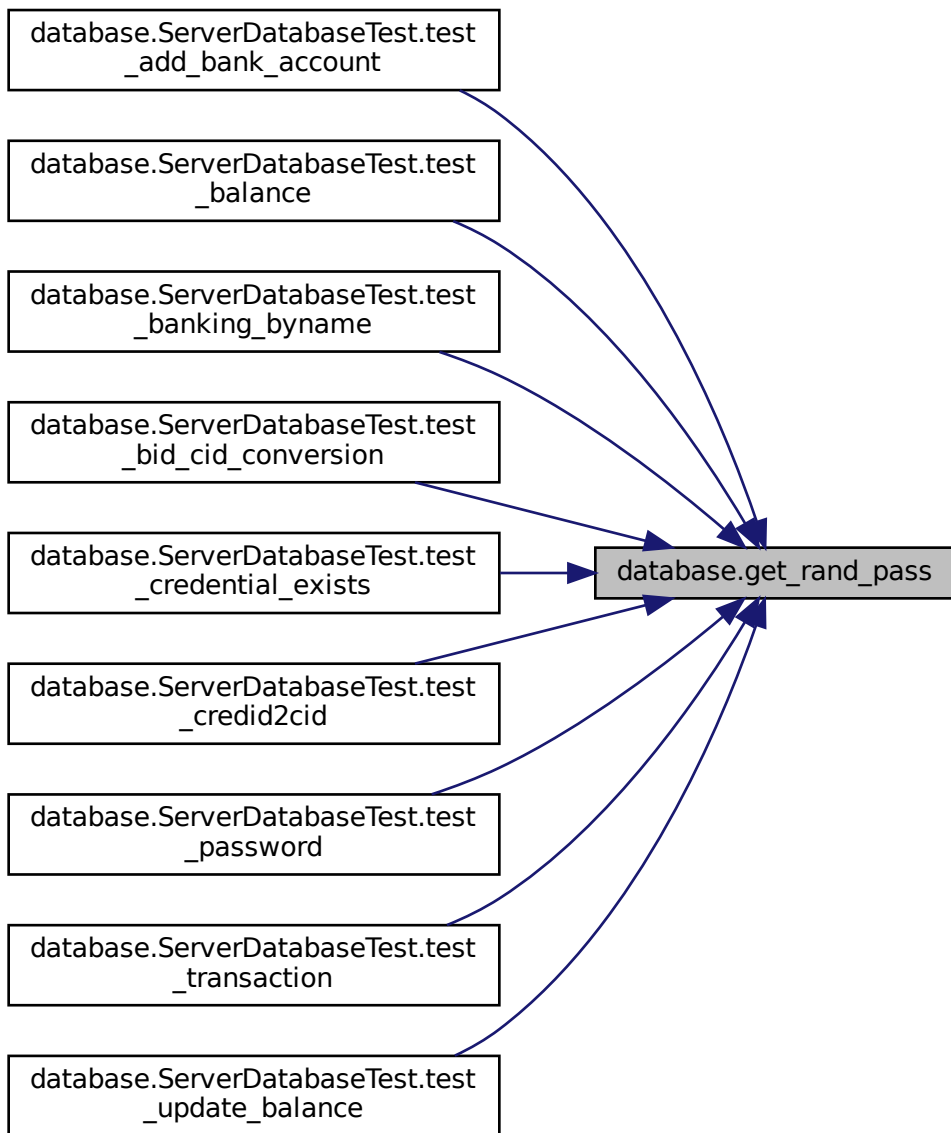 database.ServerDatabaseTest.test
_add_bank_account
database.ServerDatabaseTest.test
_balance
database.ServerDatabaseTest.test
_banking_byname
database.ServerDatabaseTest.test
_bid_cid_conversion
database.ServerDatabaseTest.test
_credential_exists
database.get_rand_pass
database.ServerDatabaseTest.test
_credid2cid
database.ServerDatabaseTest.test
_password
database.ServerDatabaseTest.test
_transaction
database.ServerDatabaseTest.test
_update_balance